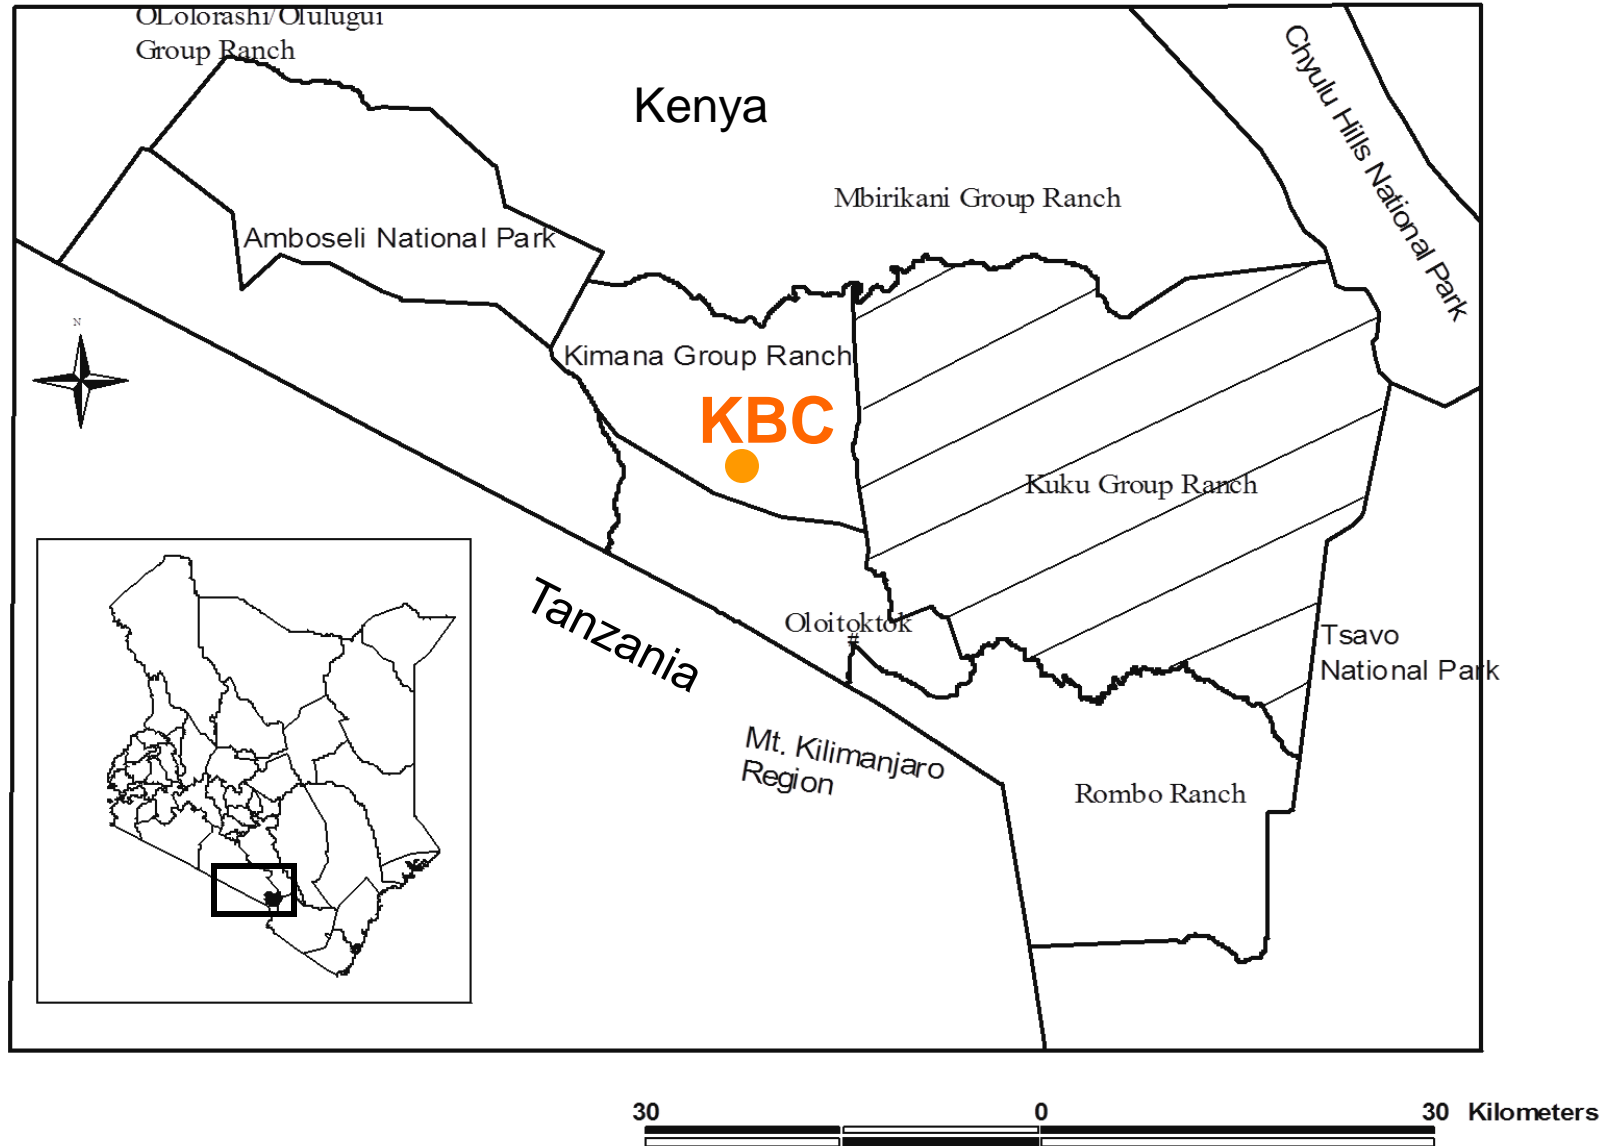 OLolorashi/Olulugui
Group Ranch
Kenya
Chyulu Hills National Park
Mbirikani Group Ranch
Amboseli National Park
N
Kimana Group Ranch
KBC
Kuku Group Ranch
Tanzania
Oloitoktok
#
Tsavo
National Park
Mt. Kilimanjaro
Region
Rombo Ranch
30 0 30 Kilometers